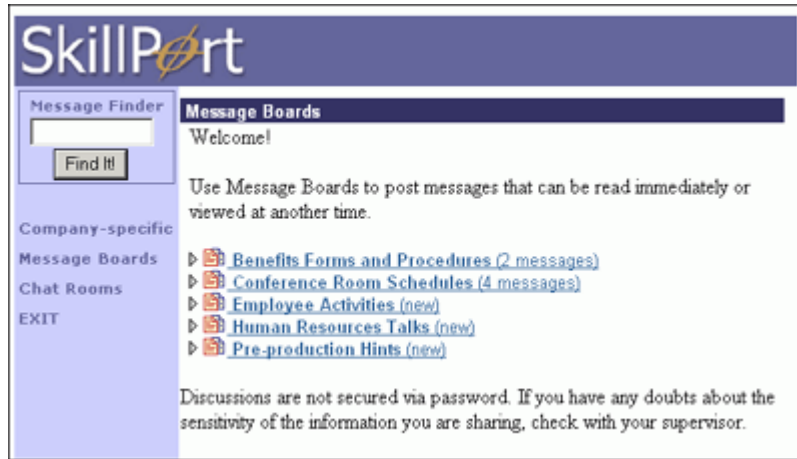 SkillPort
Message Finder
Find It!
Company-specific
Message Boards
Chat Rooms
EXIT
Message Boards
Welcome!
Use Message Boards to post messages that can be read immediately or
viewed at another time.
Benefits Forms and Procedures (2 messages)
Conference Room Schedules (4 messages)
Employee Activities (new)
Human Resources Talks (new)
Pre-production Hints (new)
Discussions are not secured via password. If you have any doubts about the
sensitivity of the information you are sharing, check with your supervisor.